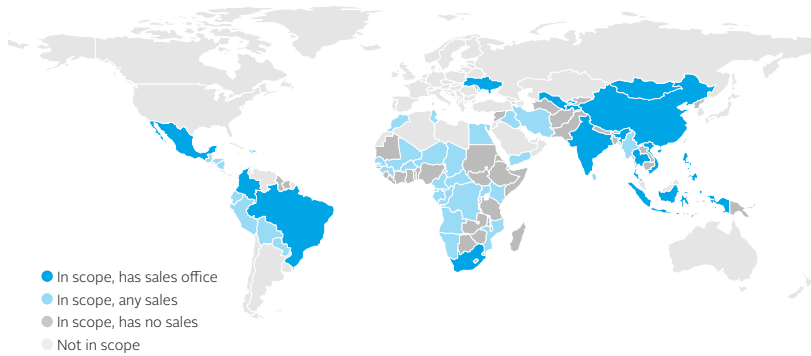 In scope, has sales office
In scope, any sales
In scope, has no sales
Not in scope